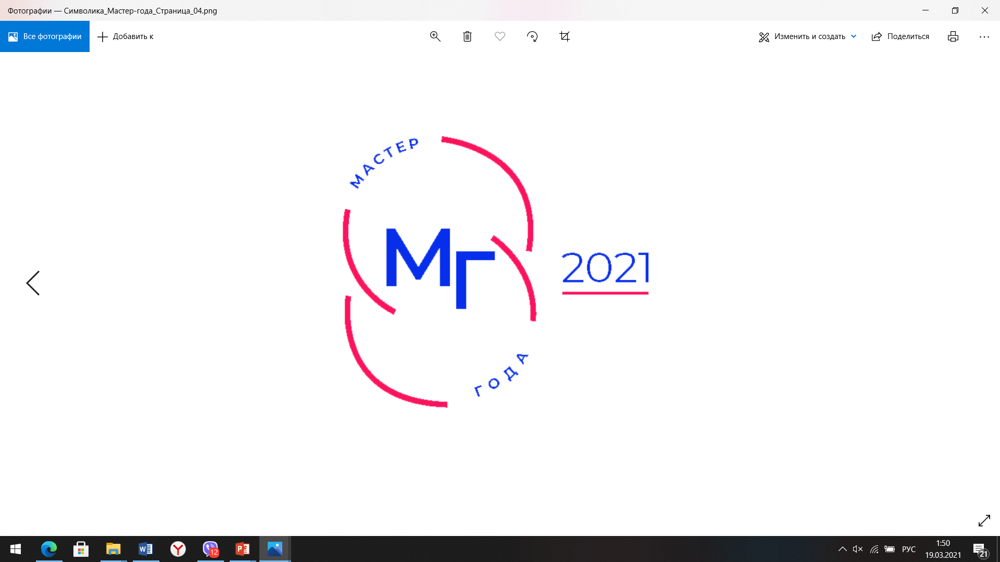 Фотографии — Символика_Мастер-года_Страница_04.png
Все фотографии
Добавить к
Изменить и создать
Поделиться
МАСТЕР
МГ
2021
ГОДА
12
РУС
1:50
19.03.2021
21